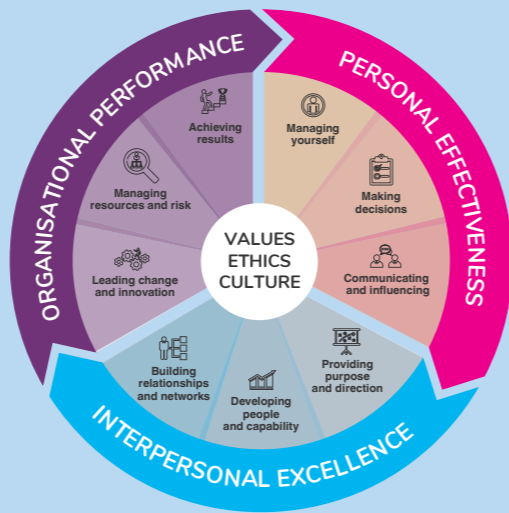 ORGANISATIONAL PERFORMANCE
PERSONAL EFFECTIVENESS
INTERPERSONAL EXCELLENCE
Achieving
results
Managing
yourself
Managing
resources and risk
Making
decisions
Leading change
and innovation
VALUES
ETHICS
CULTURE
Communicating
and influencing
Building
relationships
and networks
Developing
people
and capability
Providing
purpose
and direction